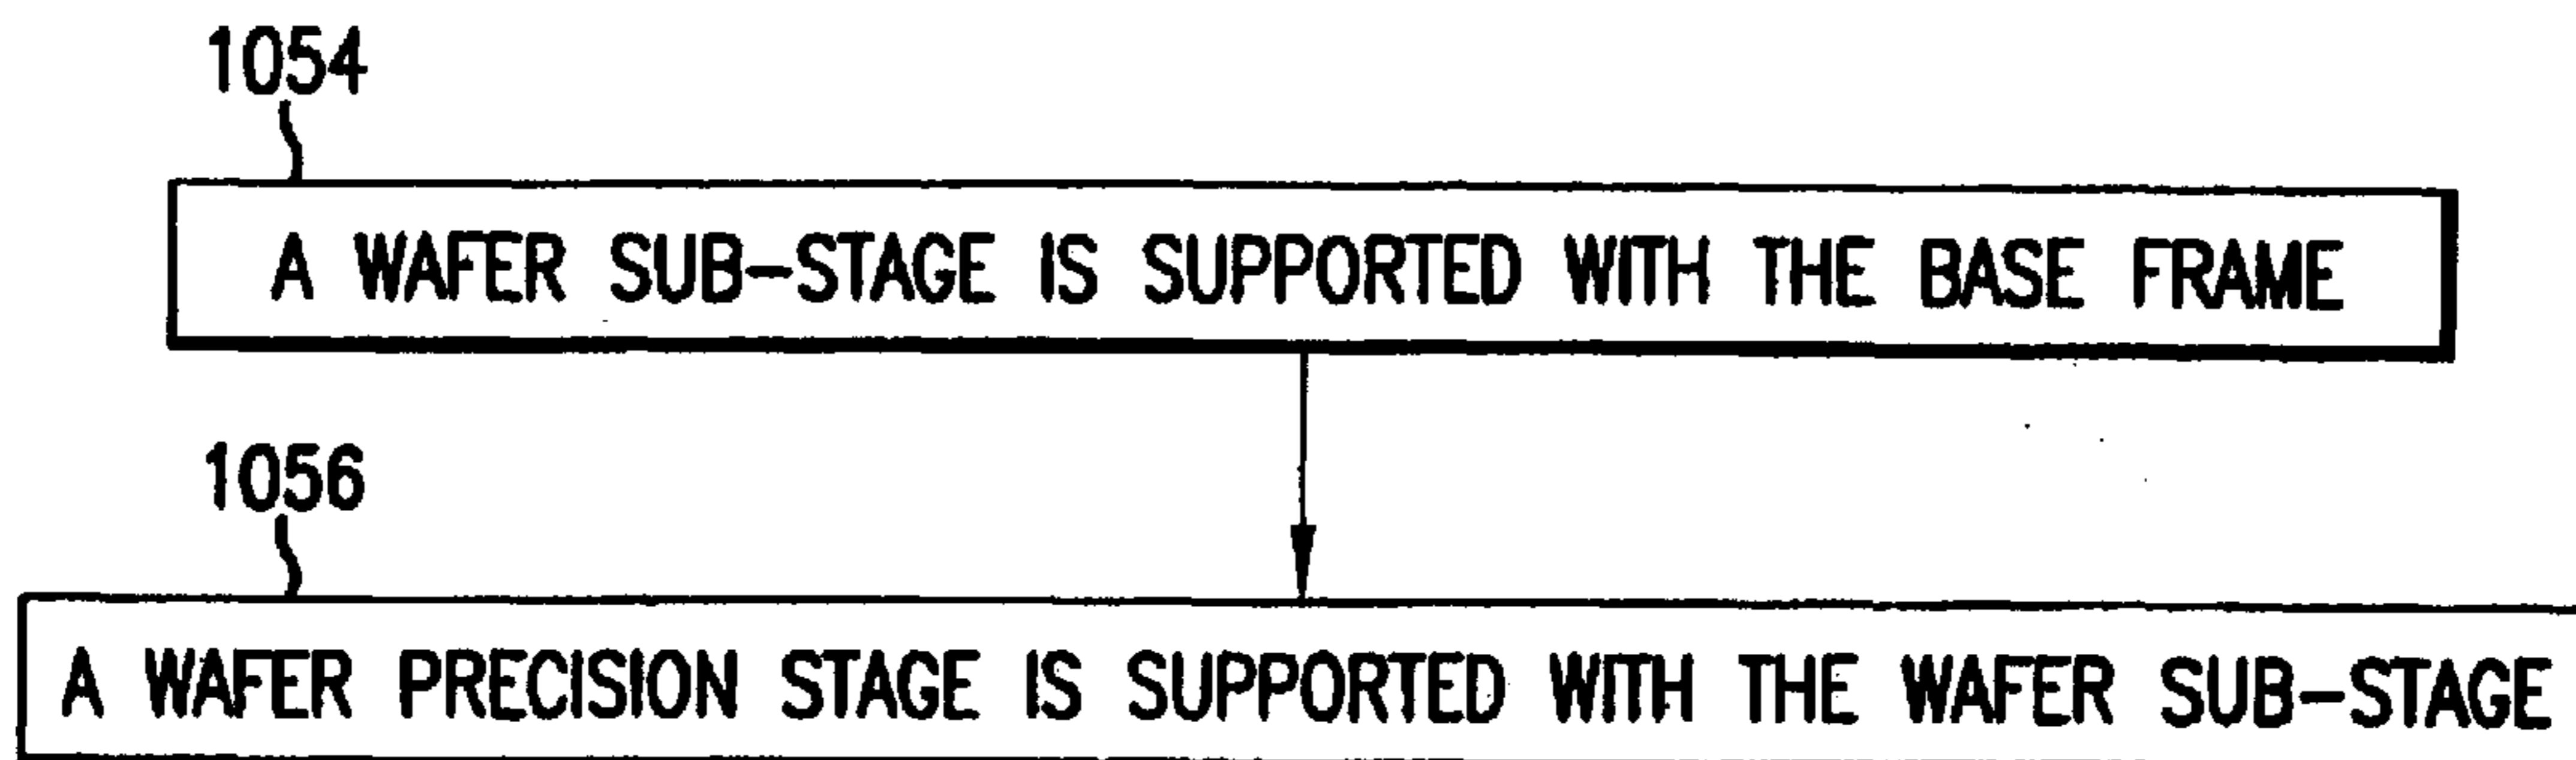 1054
A WAFER SUB-STAGE IS SUPPORTED WITH THE BASE FRAME
1056
A WAFER PRECISION STAGE IS SUPPORTED WITH THE WAFER SUB-STAGE